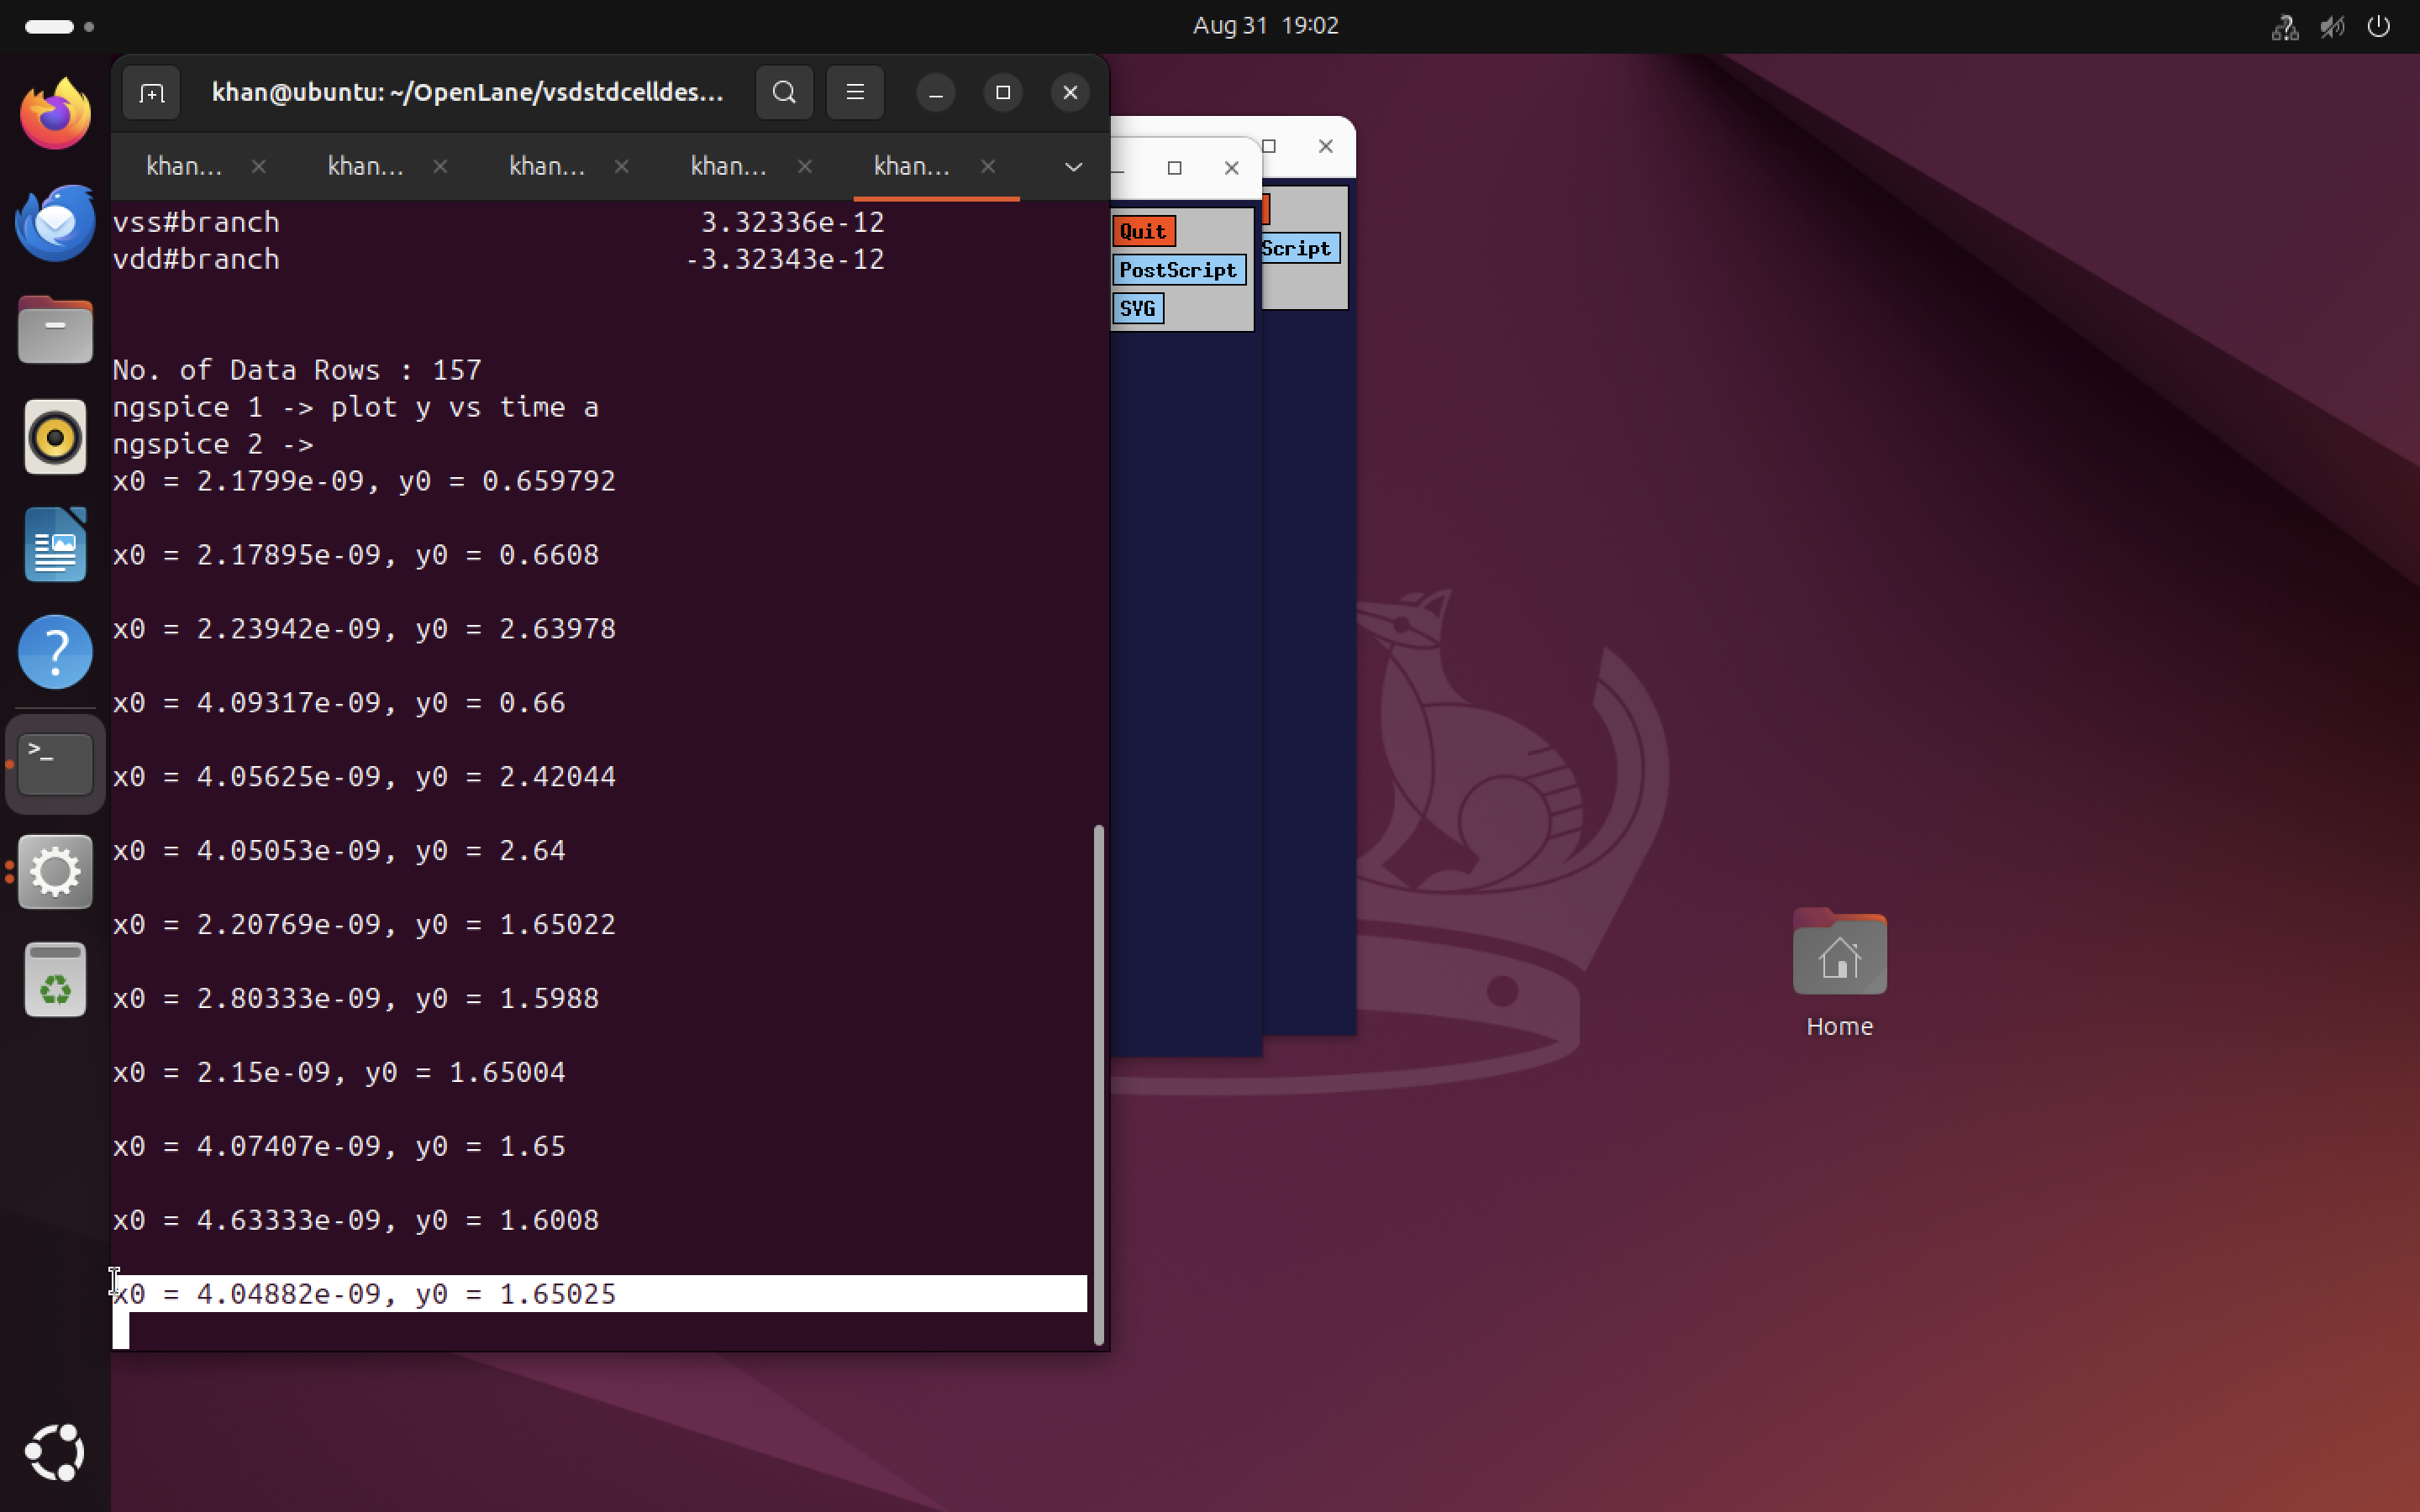 Aug 31 19:02
khan@ubuntu: ~/OpenLane/vsdstdcelldes...
khan...
khan...
khan...
khan...
khan...
vss#branch 3.32336e-12
vdd#branch -3.32343e-12
No. of Data Rows : 157
ngspice 1 -> plot y vs time a
ngspice 2 ->
x0 = 2.1799e-09, y0 = 0.659792
x0 = 2.17895e-09, y0 = 0.6608
x0 = 2.23942e-09, y0 = 2.63978
x0 = 4.09317e-09, y0 = 0.66
x0 = 4.05625e-09, y0 = 2.42044
x0 = 4.05053e-09, y0 = 2.64
x0 = 2.20769e-09, y0 = 1.65022
x0 = 2.80333e-09, y0 = 1.5988
x0 = 2.15e-09, y0 = 1.65004
x0 = 4.07407e-09, y0 = 1.65
x0 = 4.63333e-09, y0 = 1.6008
x0 = 4.04882e-09, y0 = 1.65025
Quit
PostScript
SVG
Script
Home